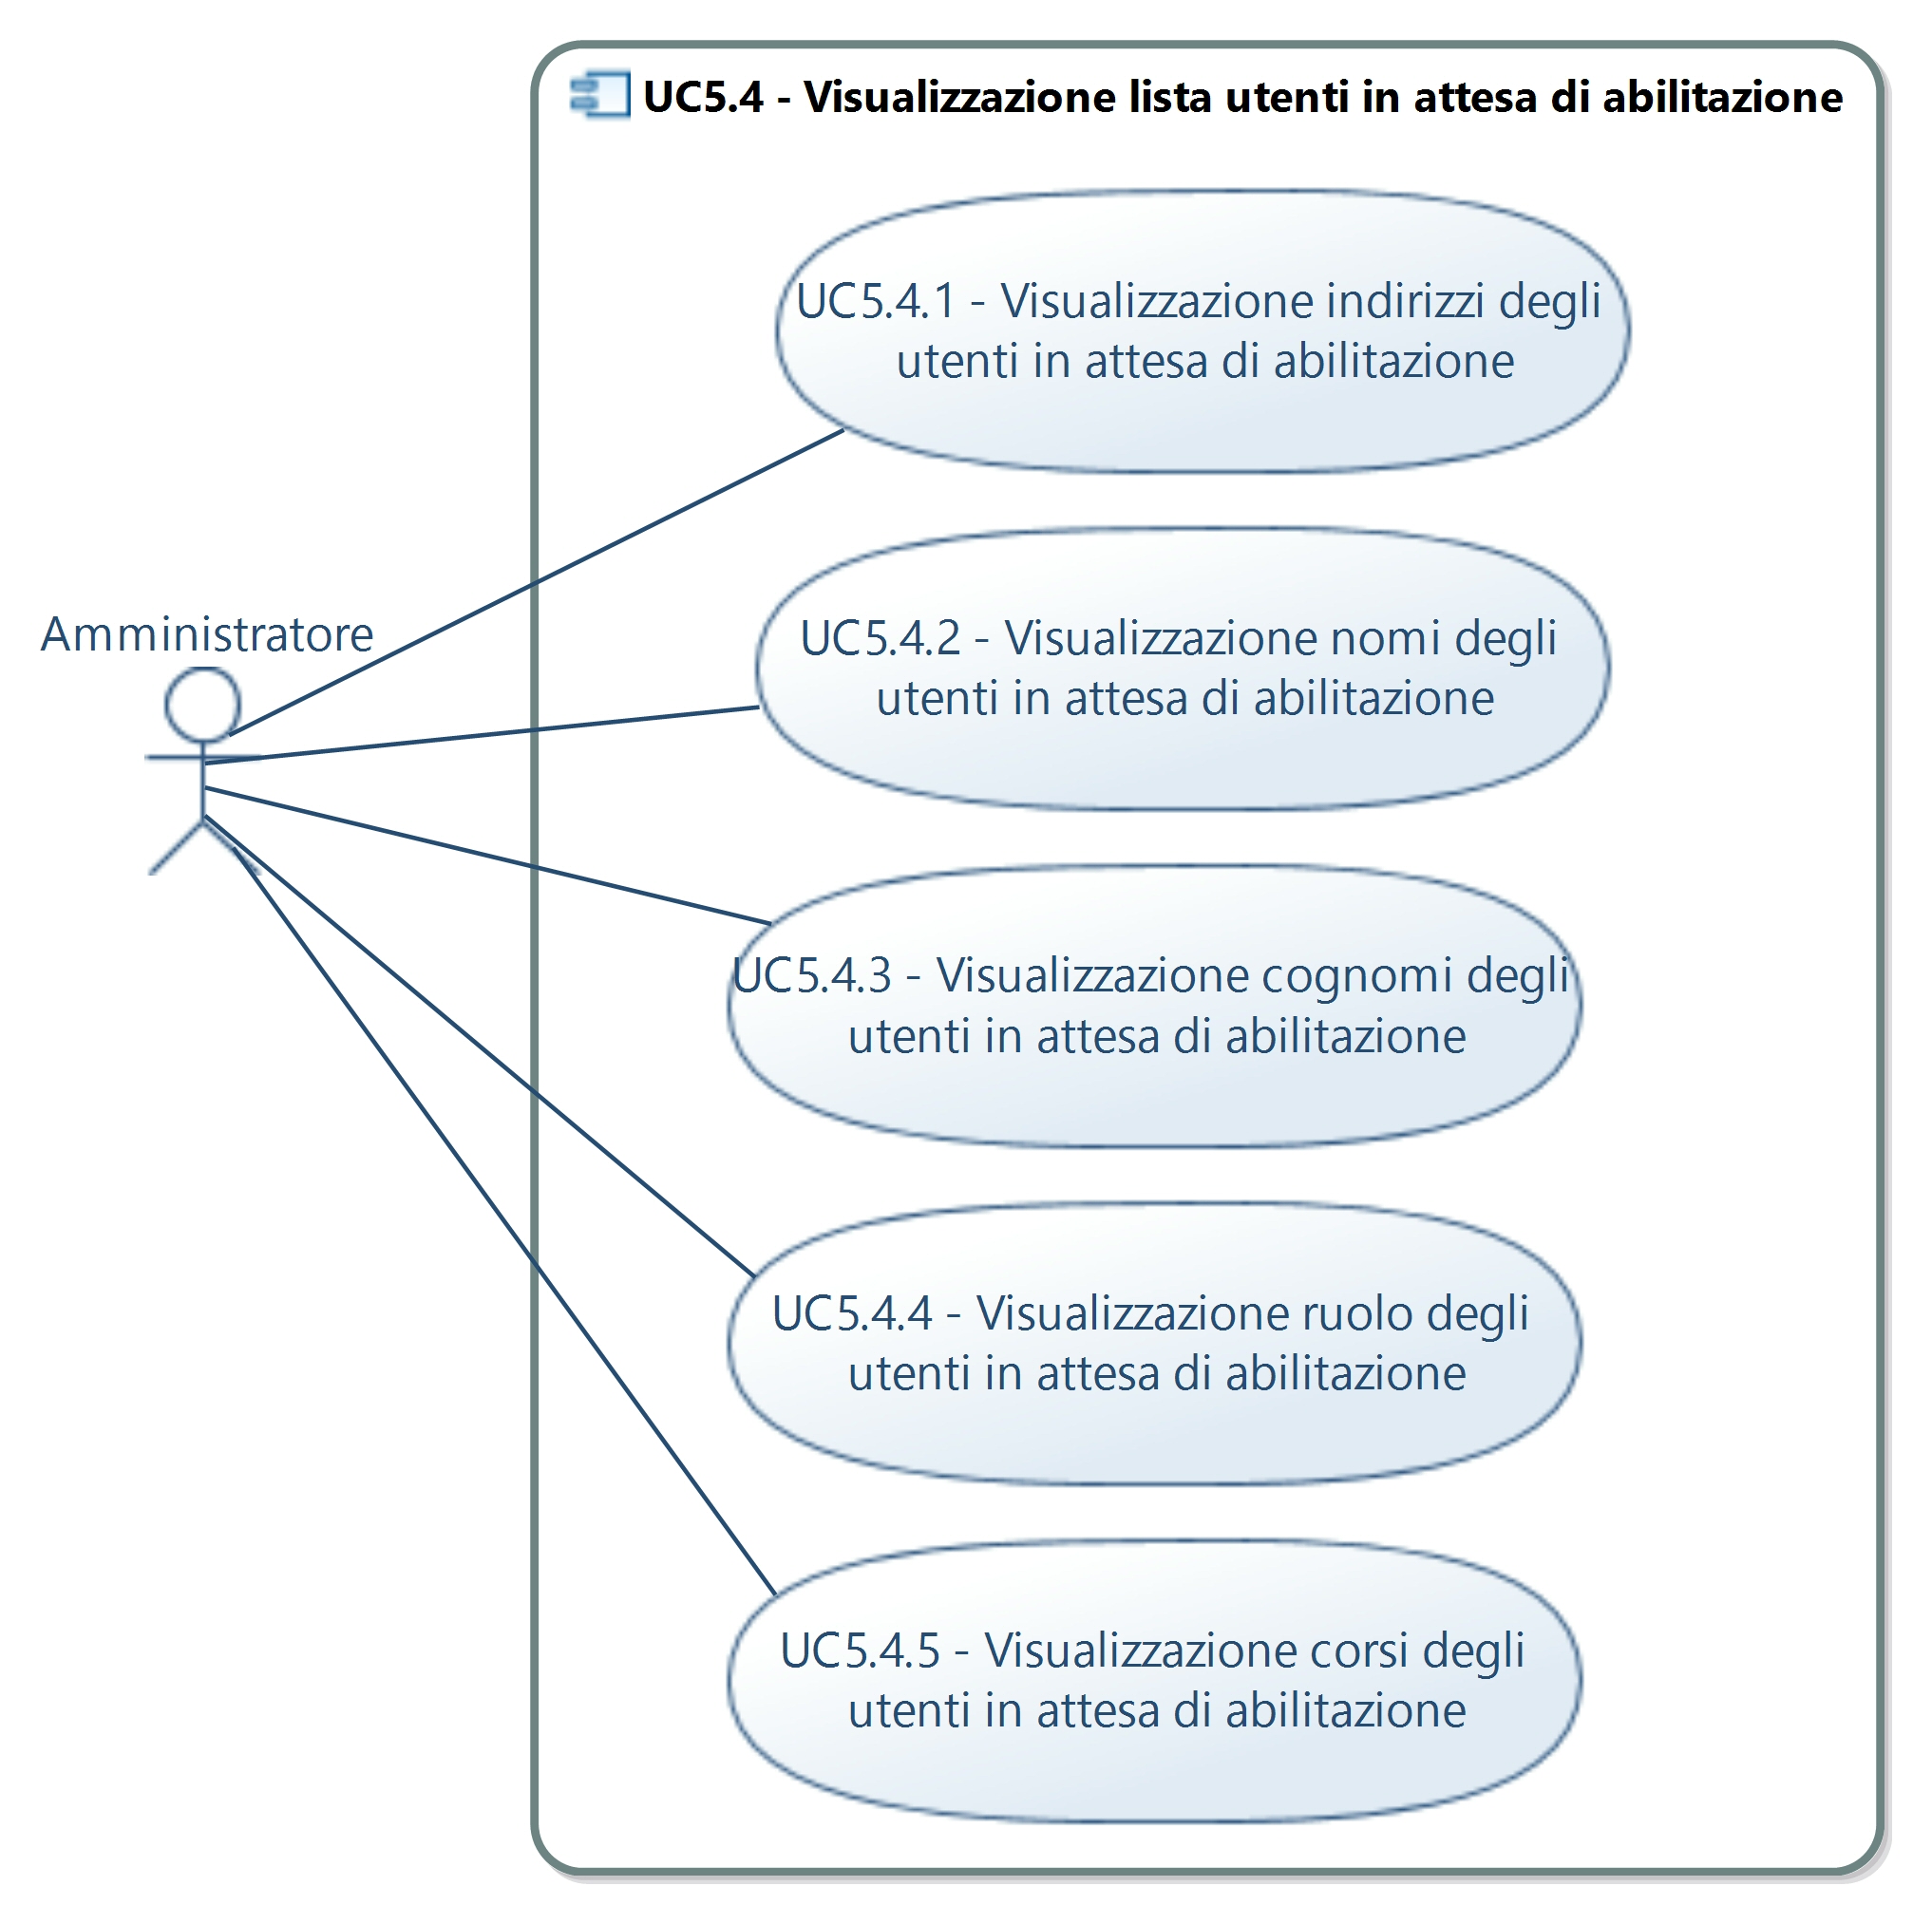 UC5.4 - Visualizzazione lista utenti in attesa di abilitazione
UC5.4.1 - Visualizzazione indirizzi degli
utenti in attesa di abilitazione
Amministratore
UC5.4.2 - Visualizzazione nomi degli
utenti in attesa di abilitazione
UC5.4.3 - Visualizzazione cognomi degli
utenti in attesa di abilitazione
UC5.4.4 - Visualizzazione ruolo degli
utenti in attesa di abilitazione
UC5.4.5 - Visualizzazione corsi degli
utenti in attesa di abilitazione